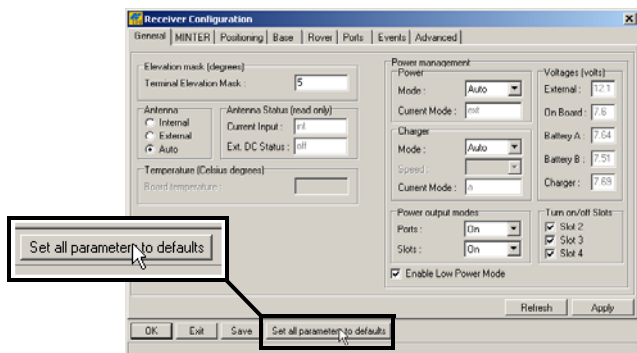 Receiver Configuration
General MINTER Positioning Base Rover Ports Events Advanced
Elevation mask (degrees)
Terminal Elevation Mask : 5
Antenna
Internal
External
Auto
Antenna Status (read only)
Current Input : int
Ext. DC Status : off
Temperature (Celsius degrees)
Board temperature :
Power management
Power
Mode : Auto
Current Mode : ext
Charger
Mode : Auto
Speed :
Current Mode : a
Voltages (volts)
External : 12.1
On Board : 7.6
Battery A : 7.64
Battery B : 7.51
Charger : 7.69
Power output modes
Ports : On
Slots : On
Turn on/off Slots
Slot 2
Slot 3
Slot 4
Enable Low Power Mode
Set all parameters to defaults
Refresh Apply
OK Exit Save Set all parameters to defaults